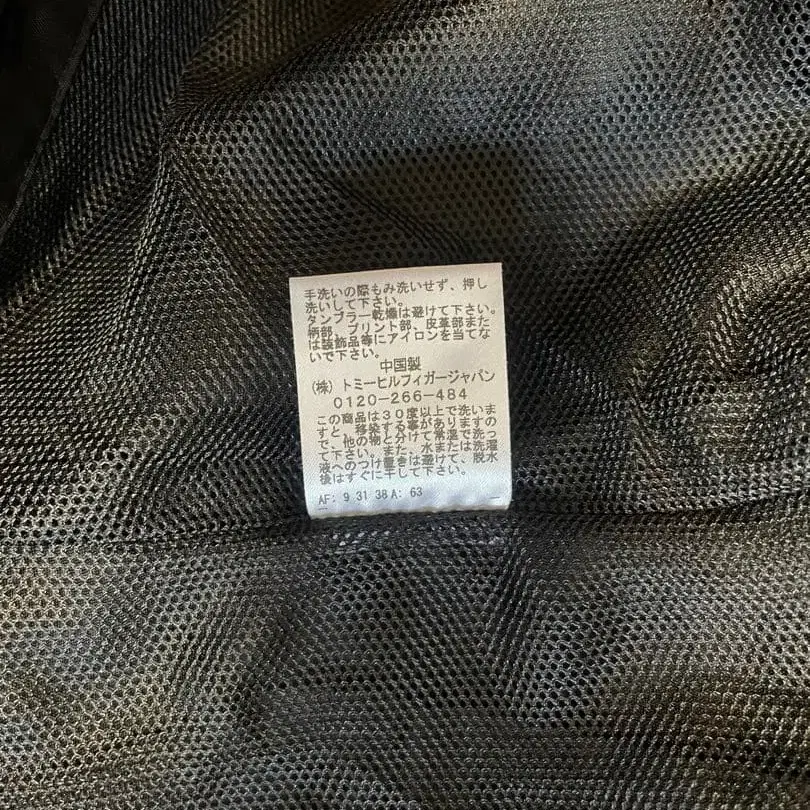 手洗いの際もみ洗いせず、押し
洗いして下さい。
タンブラー乾燥は避けて下さい。
柄部、プリント部、皮革部また
は装飾品等にアイロンを当てな
いで下さい。
中国製
(株) トミーヒルフィガージャパン
0120-266-484
この商品は30度以上で洗いま
すと、移染する事がありますの
で、他の物と分けて常温で洗っ
て下さい。また、水または洗濯
液へのつけ置きは避けて、脱水
後はすぐに干して下さい。
AF: 9 31 38 A: 63